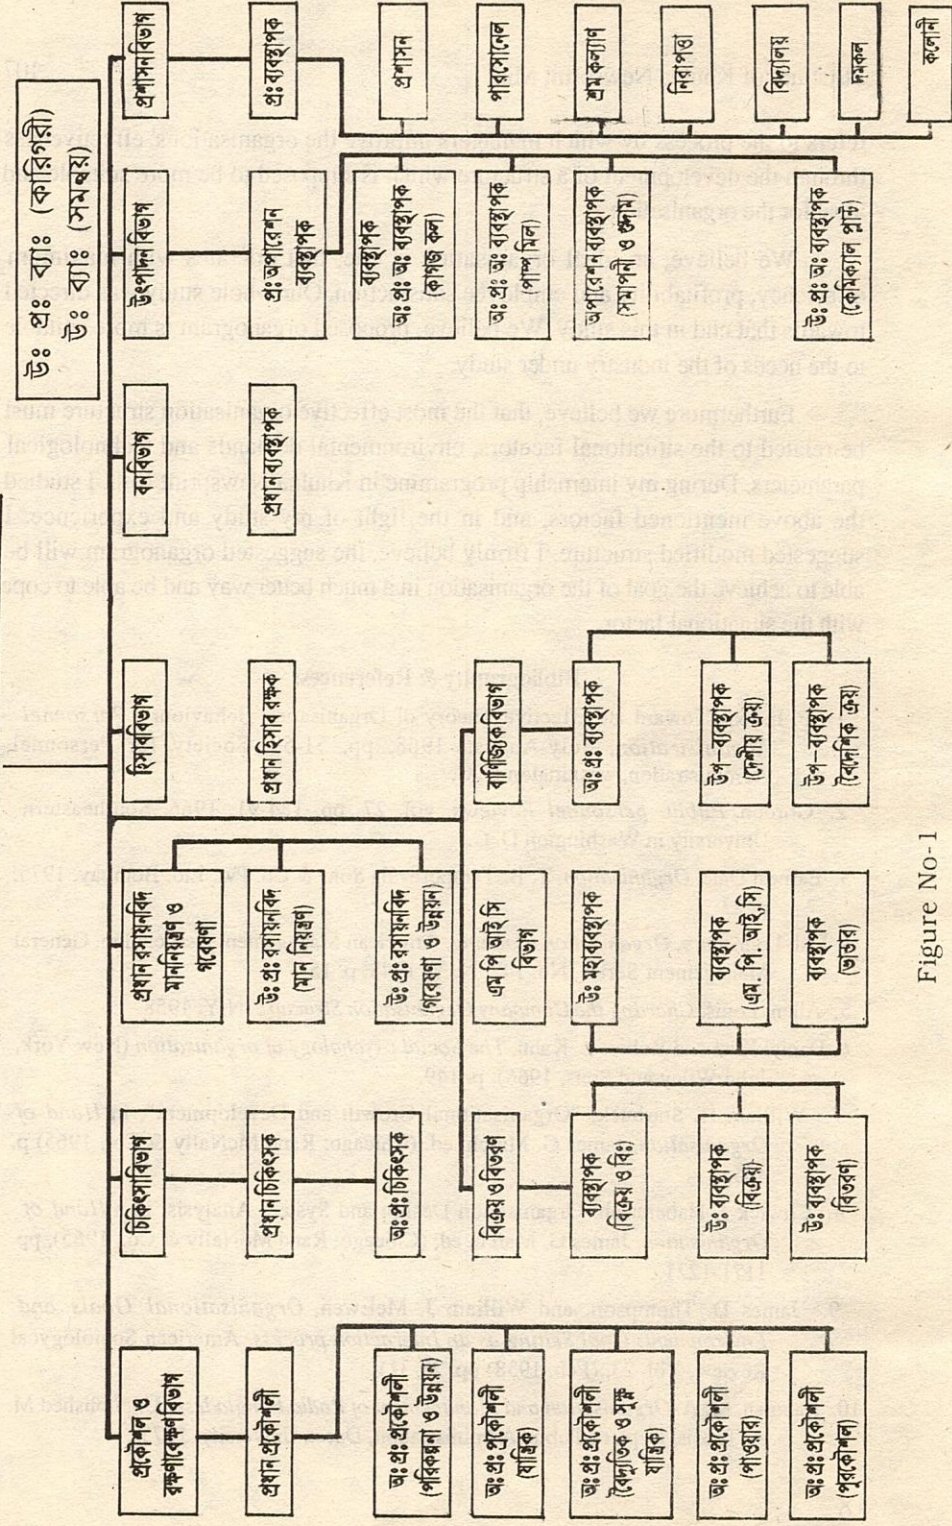 উঃ প্রঃ ব্যঃ (কারিগরী)
উঃ ব্যাঃ (সমন্বয়)
প্রকৌশল ও
রক্ষণাবেক্ষণবিভাগ
প্রধান প্রকৌশলী
অঃ প্রঃ প্রকৌশলী
(পরিকল্পনা ও উন্নয়ন)
অঃ প্রঃ প্রকৌশলী
(যান্ত্রিক)
অঃ প্রঃ প্রকৌশলী
(বৈদ্যুতিক ও সূক্ষ্ম
যান্ত্রিক)
অঃ প্রঃ প্রকৌশলী
(পাওয়ার)
অঃ প্রঃ প্রকৌশলী
(পূরকৌশল)
চিকিৎসাবিভাগ
প্রধান চিকিৎসক
অঃ প্রঃ চিকিৎসক
প্রধান রসায়নবিদ
মাননিয়ন্ত্রণ ও
গবেষণা
উঃ প্রঃ রসায়নবিদ
(মান নিয়ন্ত্রণ)
উঃ প্রঃ রসায়নবিদ
(গবেষণা ও উন্নয়ন)
হিসাববিভাগ
প্রধান হিসাব রক্ষক
বনবিভাগ
প্রধান ব্যবস্থাপক
উৎপাদন বিভাগ
প্রঃ অপারেশন
ব্যবস্থাপক
ব্যবস্থাপক
অঃ প্রঃ অঃ ব্যবস্থাপক
(কাগজ কল)
অঃ প্রঃ অঃ ব্যবস্থাপক
(পাম্প মিল)
অপারেশন ব্যবস্থাপক
(সমাপনী ও গুদাম)
উঃ প্রঃ অঃ ব্যবস্থাপক
(কেমিক্যাল প্লান্ট)
প্রশাসন বিভাগ
প্রঃ ব্যবস্থাপক
প্রশাসন
পারসোনেল
শ্রমকল্যাণ
নিরাপত্তা
বিদ্যালয়
দমকল
কলোনী
বিক্রয় ও বিতরণ
ব্যবস্থাপক
(বিক্রয় ও বিঃ)
উঃ ব্যবস্থাপক
(বিক্রয়)
উঃ ব্যবস্থাপক
(বিতরণ)
এম পি আই সি
বিভাগ
উঃ মহাব্যবস্থাপক
ব্যবস্থাপক
(এম. পি. আই, সি)
ব্যবস্থাপক
(ভান্ডার)
বাণিজ্যিক বিভাগ
অঃ প্রঃ ব্যবস্থাপক
উপ-ব্যবস্থাপক
(দেশীয় ক্রয়)
উপ-ব্যবস্থাপক
(বৈদেশিক ক্রয়)
Figure No-1